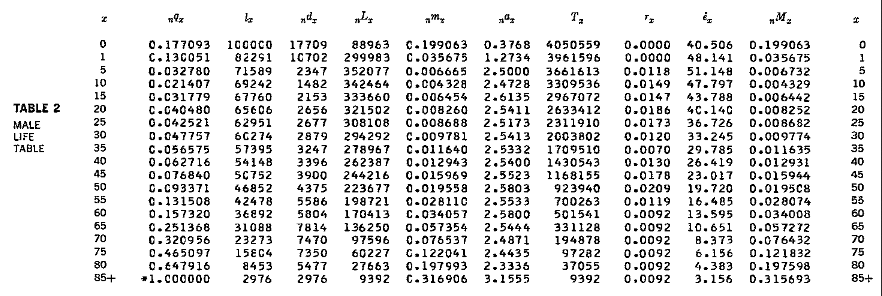 x nqx lx ndx nLx nmx nax Tx rx e̊x nMx x
0 0.177093 100000 17709 88963 0.199063 0.3768 4050559 0.0000 40.506 0.199063 0
1 0.130051 82291 10702 299983 0.035675 1.2734 3961596 0.0000 48.141 0.035675 1
5 0.032780 71589 2347 352077 0.006665 2.5000 3661613 0.0118 51.148 0.006732 5
10 0.021407 69242 1482 342464 0.004328 2.4728 3309536 0.0149 47.797 0.004329 10
15 0.031779 67760 2153 333660 0.006454 2.6135 2967072 0.0147 43.788 0.006442 15
TABLE 2 20 0.040480 65606 2656 321502 0.008260 2.5411 2633412 0.0186 40.140 0.008252 20
MALE 25 0.042521 62951 2677 308108 0.008688 2.5173 2311910 0.0173 36.726 0.008682 25
LIFE 30 0.047757 60274 2879 294292 0.009781 2.5413 2003802 0.0120 33.245 0.009774 30
TABLE 35 0.056575 57395 3247 278967 0.011640 2.5332 1709510 0.0070 29.785 0.011635 35
40 0.062716 54148 3396 262387 0.012943 2.5400 1430543 0.0130 26.419 0.012931 40
45 0.076840 50752 3900 244216 0.015969 2.5523 1168155 0.0178 23.017 0.015944 45
50 0.093371 46852 4375 223677 0.019558 2.5803 923940 0.0209 19.720 0.019508 50
55 0.131508 42478 5586 198721 0.028110 2.5533 700263 0.0119 16.485 0.028074 55
60 0.157320 36892 5804 170413 0.034057 2.5800 501541 0.0092 13.595 0.034008 60
65 0.251368 31088 7814 136250 0.057354 2.5444 331128 0.0092 10.651 0.057272 65
70 0.320956 23273 7470 97596 0.076537 2.4871 194878 0.0092 8.373 0.076432 70
75 0.465097 15804 7350 60227 0.122041 2.4435 97282 0.0092 6.156 0.121832 75
80 0.647916 8453 5477 27663 0.197993 2.3336 37055 0.0092 4.383 0.197598 80
85+ *1.000000 2976 2976 9392 0.316906 3.1555 9392 0.0092 3.156 0.315693 85+